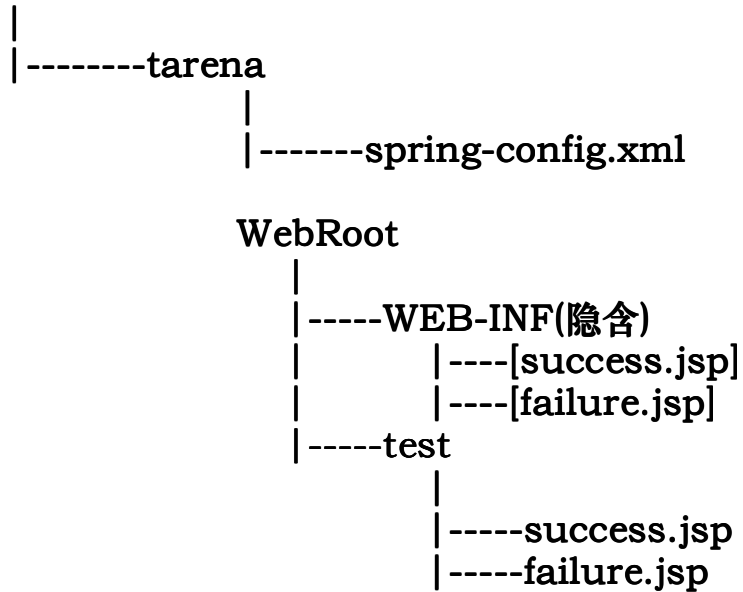 |
|--------tarena
|
|-------spring-config.xml
WebRoot
|
|-----WEB-INF(隐含)
| |----[success.jsp]
| |----[failure.jsp]
|-----test
|
|-----success.jsp
|-----failure.jsp